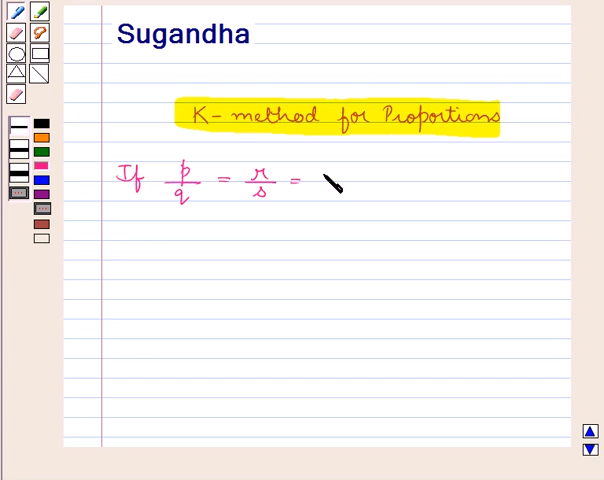 Sugandha
K- method for Proportions
If p/q = r/s =